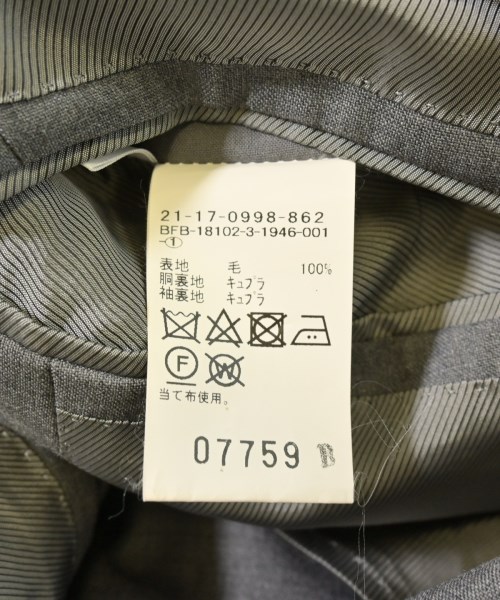 21-17-0998-862
BFB-18102-3-1946-001
-①
表地 毛 100%
胴裏地 キュプラ
袖裏地 キュプラ
F W
当て布使用。
07759